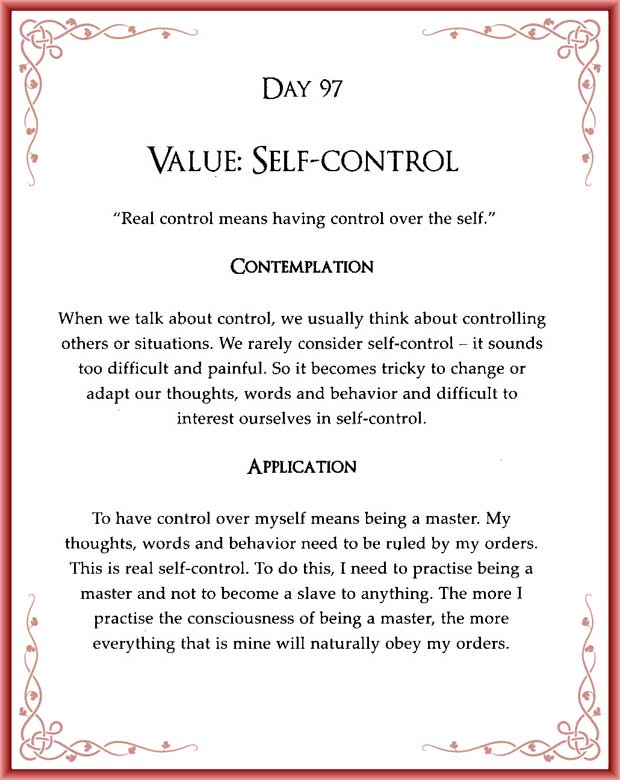 DAY 97
VALUE: SELF-CONTROL
“Real control means having control over the self.”
CONTEMPLATION
When we talk about control, we usually think about controlling
others or situations. We rarely consider self-control – it sounds
too difficult and painful. So it becomes tricky to change or
adapt our thoughts, words and behavior and difficult to
interest ourselves in self-control.
APPLICATION
To have control over myself means being a master. My
thoughts, words and behavior need to be ruled by my orders.
This is real self-control. To do this, I need to practise being a
master and not to become a slave to anything. The more I
practise the consciousness of being a master, the more
everything that is mine will naturally obey my orders.